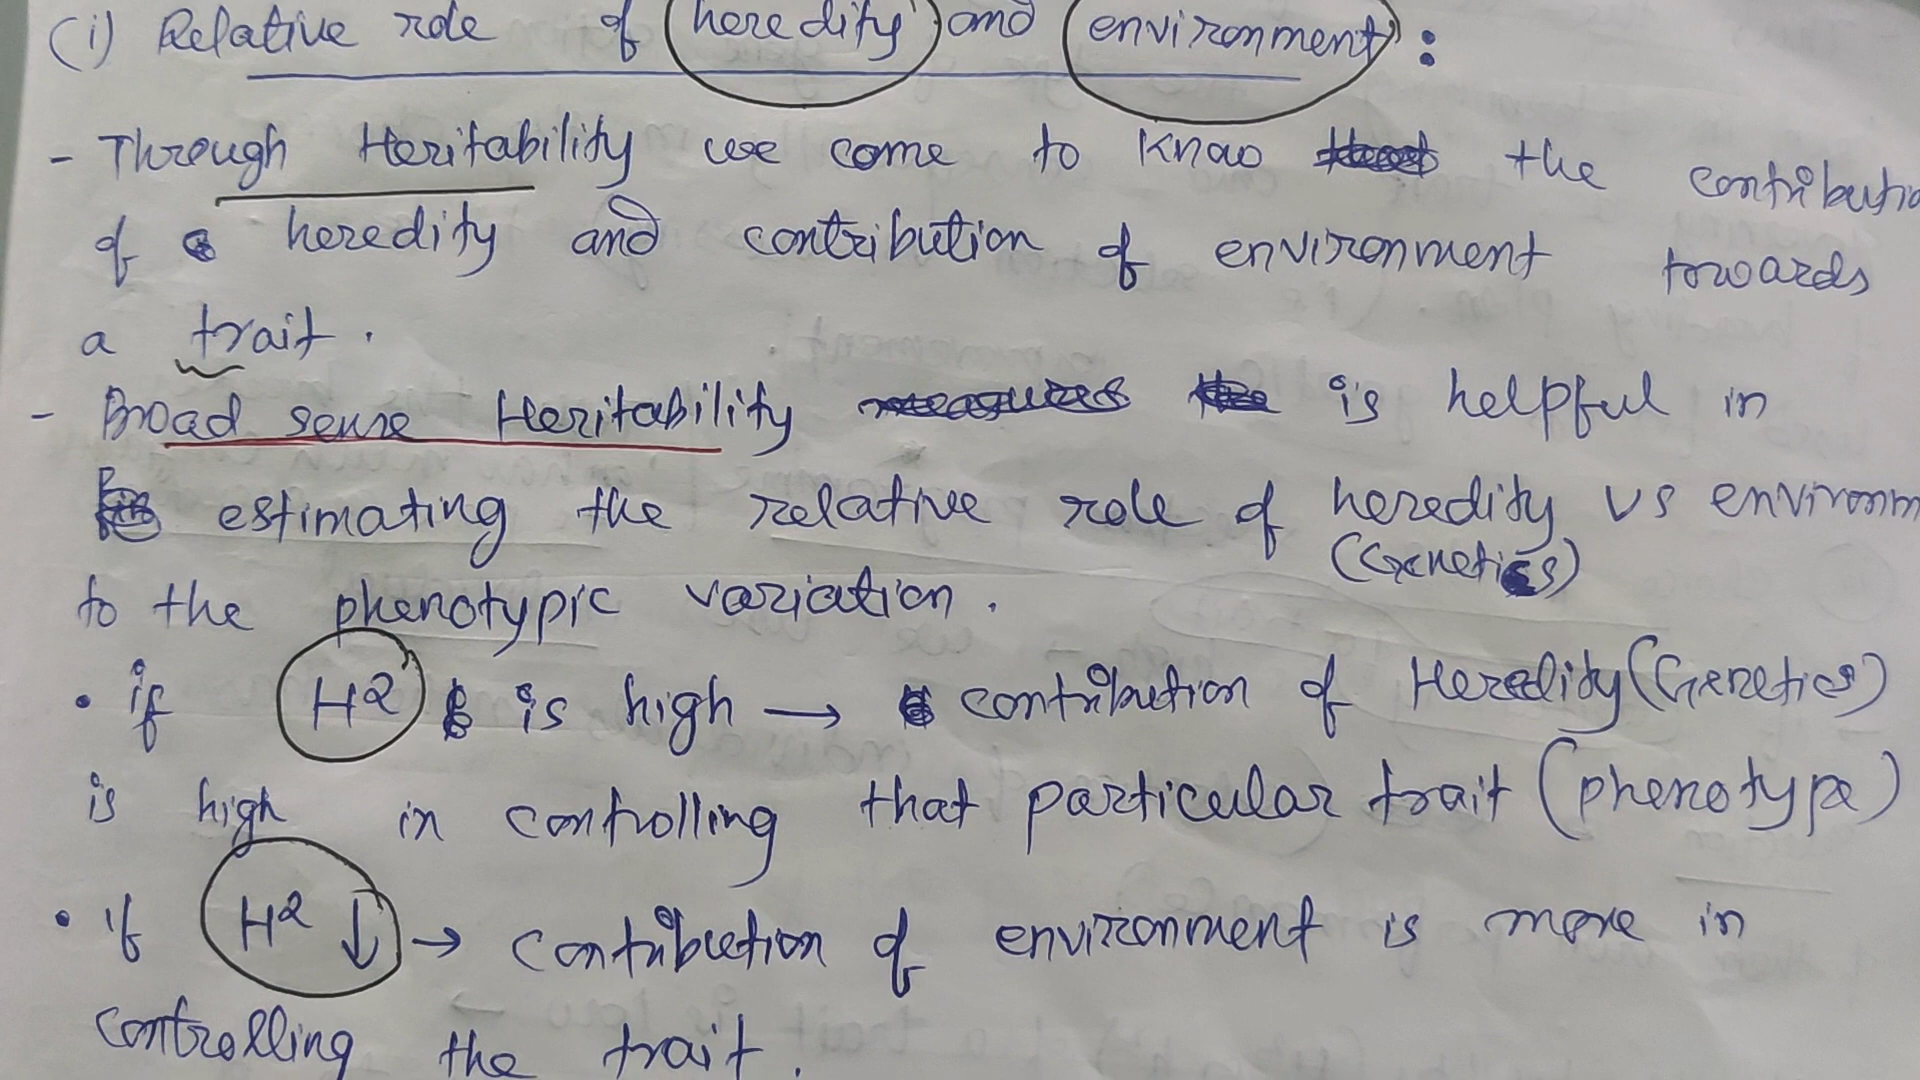 (i) Relative role of heredity and environment :
- Through Heritability we come to know the contributio
of heredity and contribution of environment towards
a trait.
- Broad sense Heritability is helpful in
estimating the relative role of heredity vs environm
(Genetics)
to the phenotypic variation.
• if H2 is high → contribution of Heredity (Genetics)
is high in controlling that particular trait (phenotype)
• if H2 ↓ → contribution of environment is more in
controlling the trait.